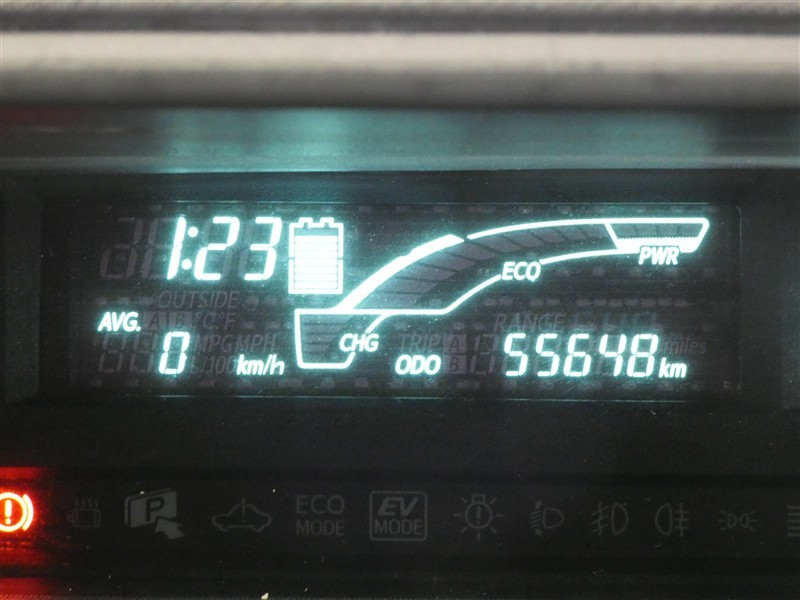 1:23
PWR
ECO
OUTSIDE
AVG.
°C°F
RANGE
CHG
MPG MPH
TRIP A
miles
0 km/h
/100
B
ODO
55648 km
P
ECO MODE
EV MODE